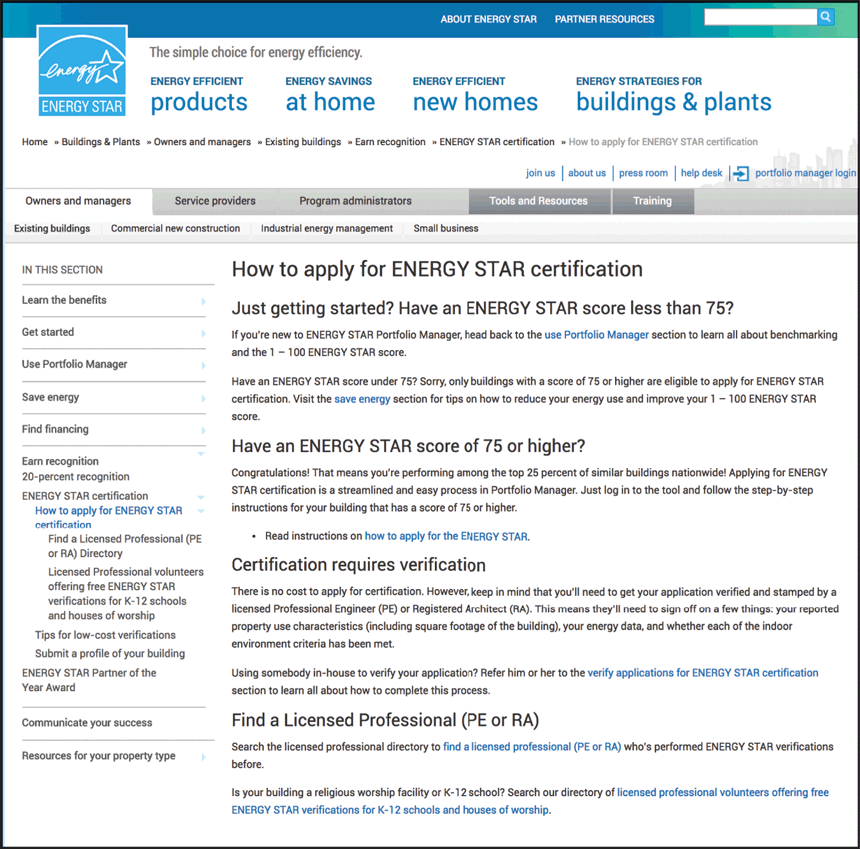 ABOUT ENERGY STAR PARTNER RESOURCES
The simple choice for energy efficiency.
energy
ENERGY STAR
ENERGY EFFICIENT
products
ENERGY SAVINGS
at home
ENERGY EFFICIENT
new homes
ENERGY STRATEGIES FOR
buildings & plants
Home » Buildings & Plants » Owners and managers » Existing buildings » Earn recognition » ENERGY STAR certification » How to apply for ENERGY STAR certification
join us about us press room help desk portfolio manager login
Owners and managers Service providers Program administrators Tools and Resources Training
Existing buildings Commercial new construction Industrial energy management Small business
IN THIS SECTION
Learn the benefits
Get started
Use Portfolio Manager
Save energy
Find financing
Earn recognition
20-percent recognition
ENERGY STAR certification
How to apply for ENERGY STAR
certification
Find a Licensed Professional (PE
or RA) Directory
Licensed Professional volunteers
offering free ENERGY STAR
verifications for K-12 schools
and houses of worship
Tips for low-cost verifications
Submit a profile of your building
ENERGY STAR Partner of the
Year Award
Communicate your success
Resources for your property type
How to apply for ENERGY STAR certification
Just getting started? Have an ENERGY STAR score less than 75?
If you're new to ENERGY STAR Portfolio Manager, head back to the use Portfolio Manager section to learn all about benchmarking
and the 1 – 100 ENERGY STAR score.
Have an ENERGY STAR score under 75? Sorry, only buildings with a score of 75 or higher are eligible to apply for ENERGY STAR
certification. Visit the save energy section for tips on how to reduce your energy use and improve your 1 – 100 ENERGY STAR
score.
Have an ENERGY STAR score of 75 or higher?
Congratulations! That means you're performing among the top 25 percent of similar buildings nationwide! Applying for ENERGY
STAR certification is a streamlined and easy process in Portfolio Manager. Just log in to the tool and follow the step-by-step
instructions for your building that has a score of 75 or higher.
• Read instructions on how to apply for the ENERGY STAR.
Certification requires verification
There is no cost to apply for certification. However, keep in mind that you'll need to get your application verified and stamped by a
licensed Professional Engineer (PE) or Registered Architect (RA). This means they'll need to sign off on a few things: your reported
property use characteristics (including square footage of the building), your energy data, and whether each of the indoor
environment criteria has been met.
Using somebody in-house to verify your application? Refer him or her to the verify applications for ENERGY STAR certification
section to learn all about how to complete this process.
Find a Licensed Professional (PE or RA)
Search the licensed professional directory to find a licensed professional (PE or RA) who's performed ENERGY STAR verifications
before.
Is your building a religious worship facility or K-12 school? Search our directory of licensed professional volunteers offering free
ENERGY STAR verifications for K-12 schools and houses of worship.